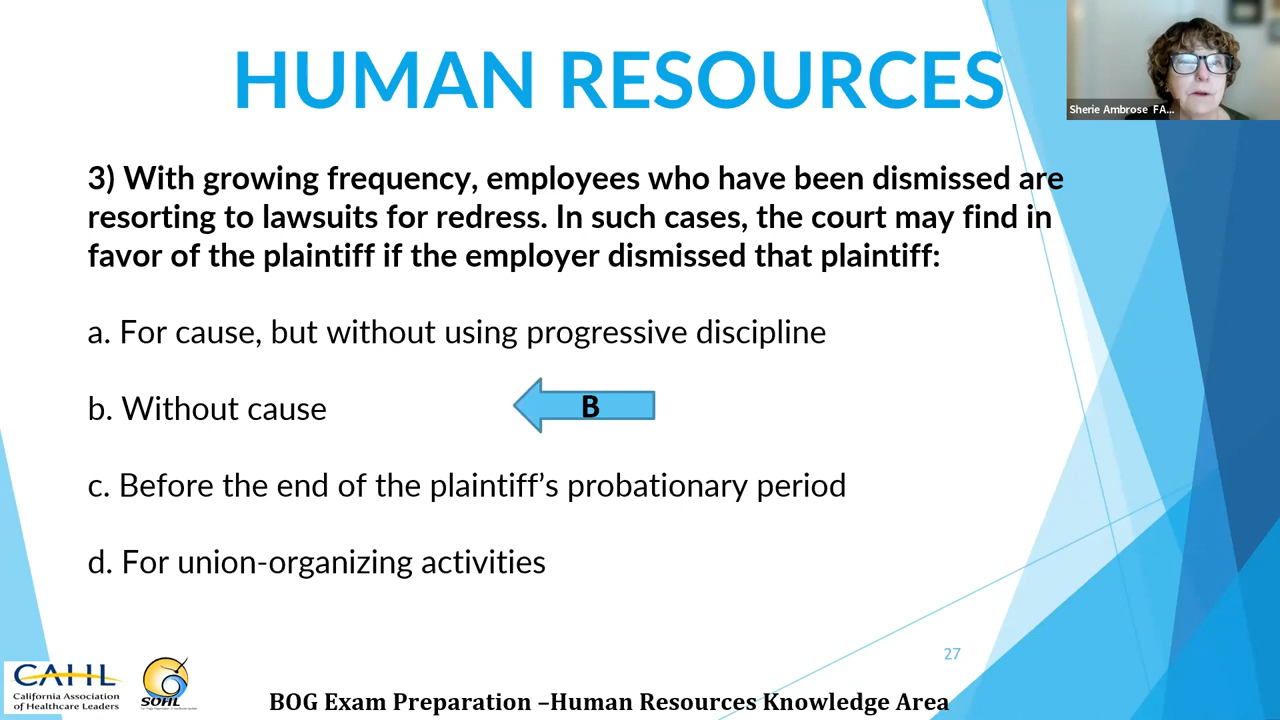 HUMAN RESOURCES
Sherie Ambrose FA...
3) With growing frequency, employees who have been dismissed are
resorting to lawsuits for redress. In such cases, the court may find in
favor of the plaintiff if the employer dismissed that plaintiff:
a. For cause, but without using progressive discipline
b. Without cause
B
c. Before the end of the plaintiff’s probationary period
d. For union-organizing activities
27
CAHL
California Association
of Healthcare Leaders
SOHL
BOG Exam Preparation –Human Resources Knowledge Area